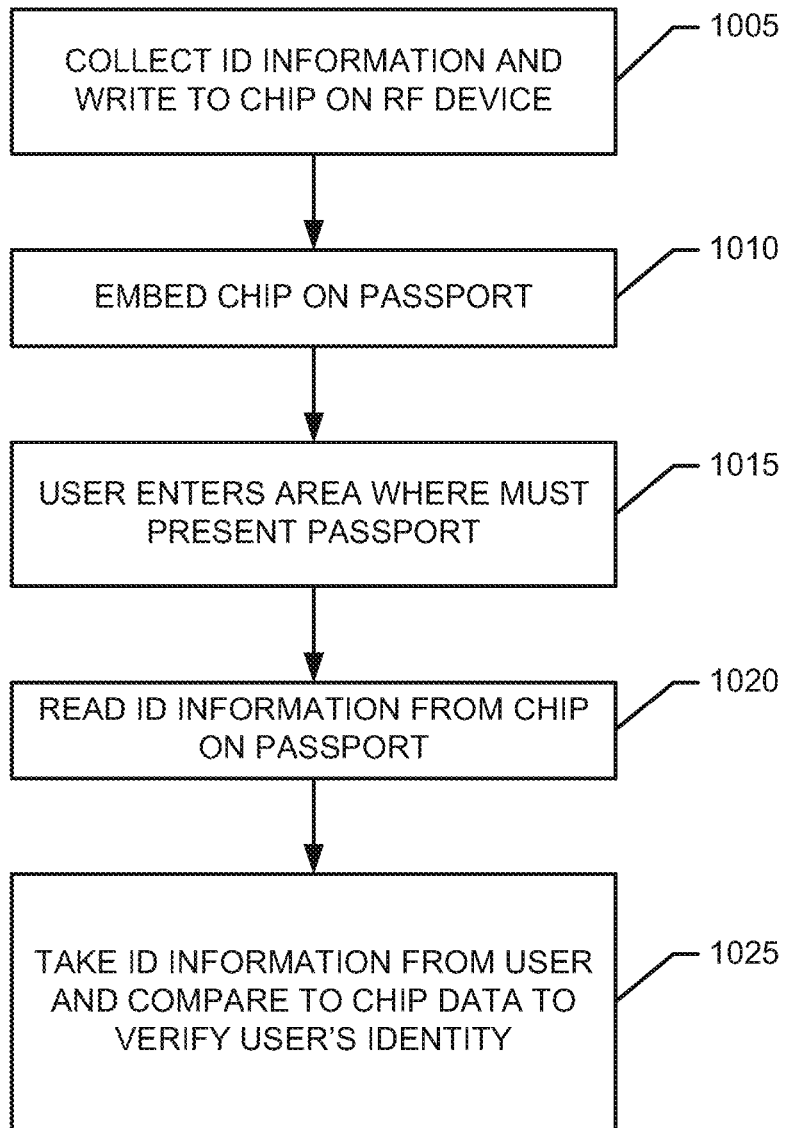 1005
COLLECT ID INFORMATION AND
WRITE TO CHIP ON RF DEVICE
1010
EMBED CHIP ON PASSPORT
1015
USER ENTERS AREA WHERE MUST
PRESENT PASSPORT
1020
READ ID INFORMATION FROM CHIP
ON PASSPORT
1025
TAKE ID INFORMATION FROM USER
AND COMPARE TO CHIP DATA TO
VERIFY USER'S IDENTITY